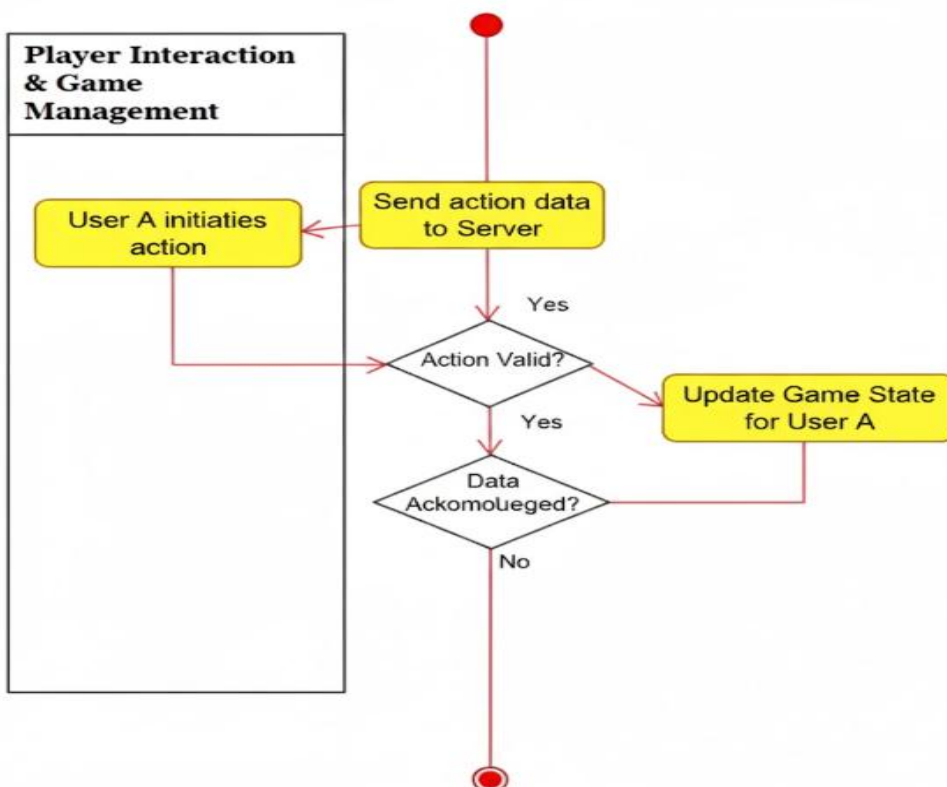 Player Interaction
& Game
Management
Send action data
to Server
User A initiaties
action
Yes
Action Valid?
Update Game State
for User A
Yes
Data
Ackomoueged?
No